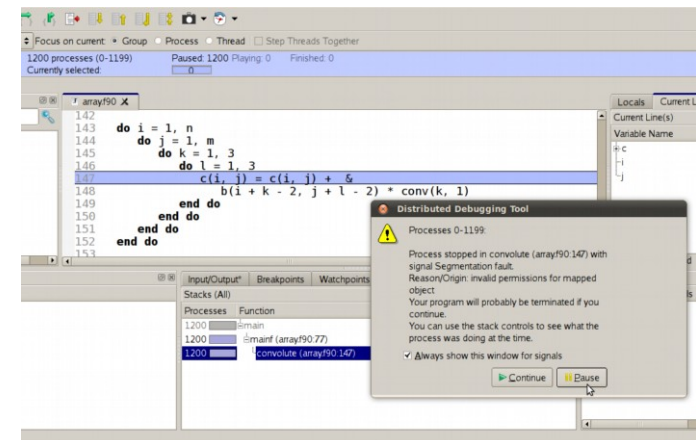 Focus on current: Group Process Thread Step Threads Together
1200 processes (0-1199) Paused: 1200 Playing: 0 Finished: 0
Currently selected: 0
array.f90 X
Locals Current L
Current Line(s)
Variable Name
c
i
j
142
143 do i = 1, n
144 do j = 1, m
145 do k = 1, 3
146 do l = 1, 3
147 c(i, j) = c(i, j) + &
148 b(i + k - 2, j + l - 2) * conv(k, 1)
149 end do
150 end do
151 end do
152 end do
153
Distributed Debugging Tool
Processes 0-1199:
Process stopped in convolute (array.f90:147) with
signal Segmentation fault.
Reason/Origin: invalid permissions for mapped
object
Your program will probably be terminated if you
continue.
You can use the stack controls to see what the
process was doing at the time.
Always show this window for signals
Continue Pause
Input/Output* Breakpoints Watchpoints
Stacks (All)
Processes Function
1200 main
1200 mainf (array.f90:77)
1200 convolute (array.f90:147)